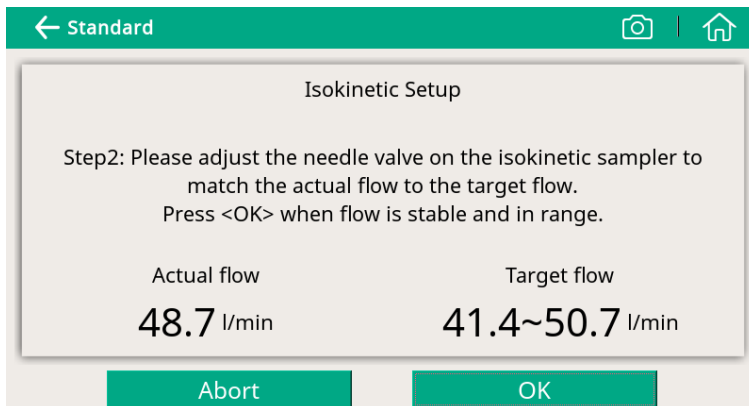 Standard
Isokinetic Setup
Step2: Please adjust the needle valve on the isokinetic sampler to
match the actual flow to the target flow.
Press <OK> when flow is stable and in range.
Actual flow
Target flow
48.7 l/min
41.4~50.7 l/min
Abort
OK